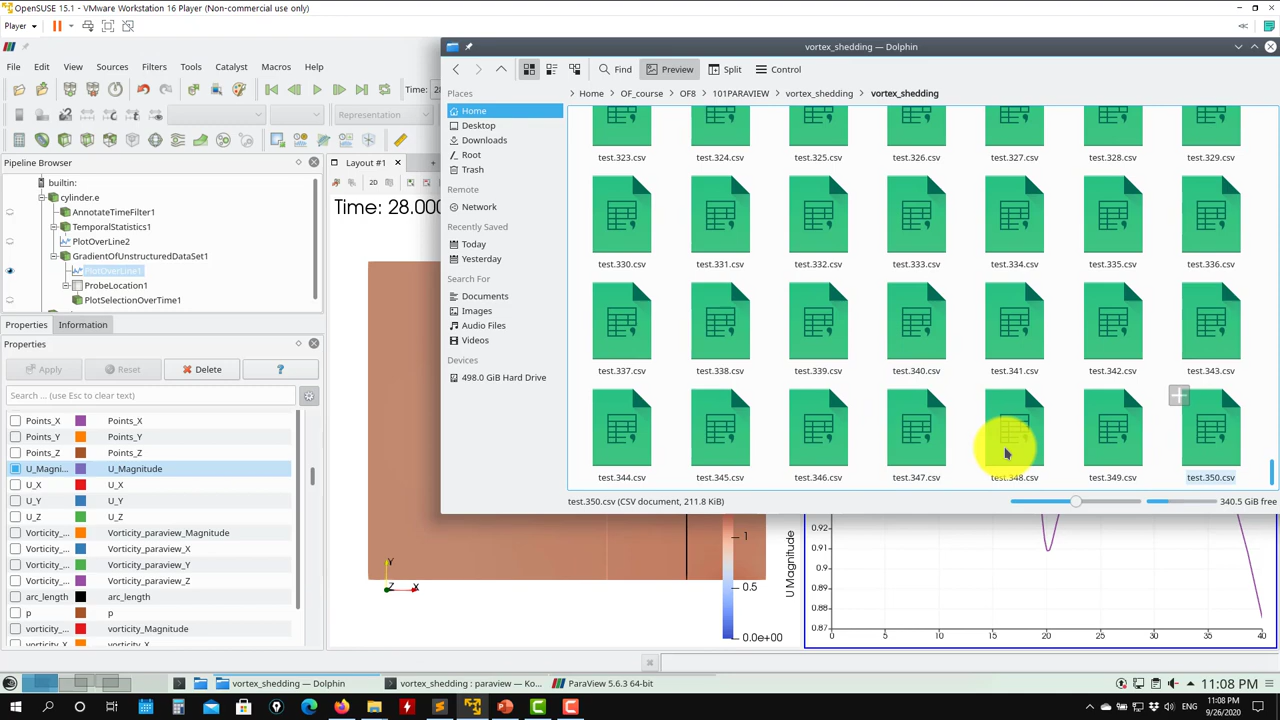 OpenSUSE 15.1 - VMware Workstation 16 Player (Non-commercial use only)
Player
vortex_shedding — Dolphin
File Edit View Sources Filters Tools Catalyst Macros Help
Find Preview Split Control
Time: 28
Home OF_course OF8 101PARAVIEW vortex_shedding vortex_shedding
Representation
Pipeline Browser
Layout #1
builtin:
cylinder.e
AnnotateTimeFilter1
TemporalStatistics1
PlotOverLine2
GradientOfUnstructuredDataSet1
PlotOverLine1
ProbeLocation1
PlotSelectionOverTime1
2D
Time: 28.000
Places
Home
Desktop
Downloads
Root
Trash
Remote
Network
Recently Saved
Today
Yesterday
Search For
Documents
Images
Audio Files
Videos
Devices
498.0 GiB Hard Drive
test.323.csv test.324.csv test.325.csv test.326.csv test.327.csv test.328.csv test.329.csv
test.330.csv test.331.csv test.332.csv test.333.csv test.334.csv test.335.csv test.336.csv
test.337.csv test.338.csv test.339.csv test.340.csv test.341.csv test.342.csv test.343.csv
test.344.csv test.345.csv test.346.csv test.347.csv test.348.csv test.349.csv test.350.csv
test.350.csv (CSV document, 211.8 KiB)
340.5 GiB free
Properties Information
Properties
Apply Reset Delete ?
Search ... (use Esc to clear text)
Points_X Points_X
Points_Y Points_Y
Points_Z Points_Z
U_Magni... U_Magnitude
U_X U_X
U_Y U_Y
U_Z U_Z
Vorticity_... Vorticity_paraview_Magnitude
Vorticity_... Vorticity_paraview_X
Vorticity_... Vorticity_paraview_Y
Vorticity_... Vorticity_paraview_Z
arc_length arc_length
p p
vorticity_... vorticity_Magnitude
vorticity_... vorticity_X
Y
Z X
1
0.5
0.0e+00
U Magnitude
0.92
0.91
0.9
0.89
0.88
0.87
0 5 10 15 20 25 30 35 40
vortex_shedding — Dolphin
vortex_shedding : paraview — Ko...
ParaView 5.6.3 64-bit
11:08 PM
11:08 PM
9/26/2020